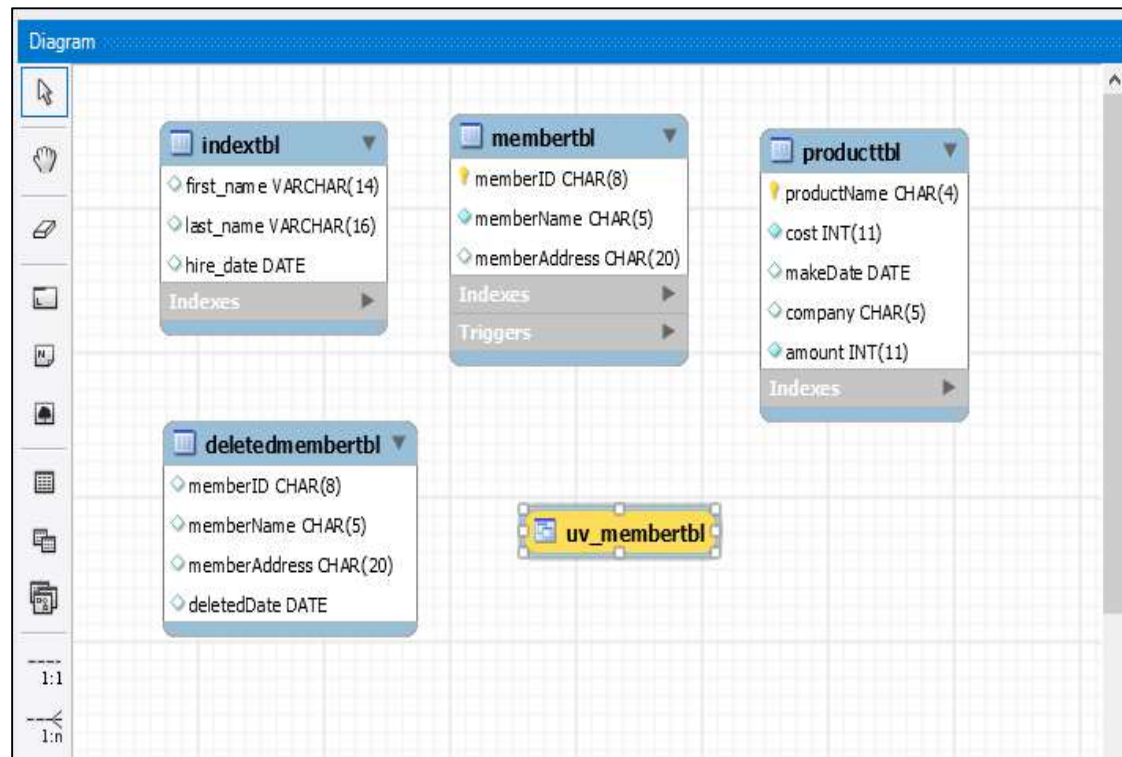 Diagram
indextbl
first_name VARCHAR(14)
last_name VARCHAR(16)
hire_date DATE
Indexes
membertbl
memberID CHAR(8)
memberName CHAR(5)
memberAddress CHAR(20)
Indexes
Triggers
producttbl
productName CHAR(4)
cost INT(11)
makeDate DATE
company CHAR(5)
amount INT(11)
Indexes
deletedmembertbl
memberID CHAR(8)
memberName CHAR(5)
memberAddress CHAR(20)
deletedDate DATE
uv_membertbl
N
1:1
1:n